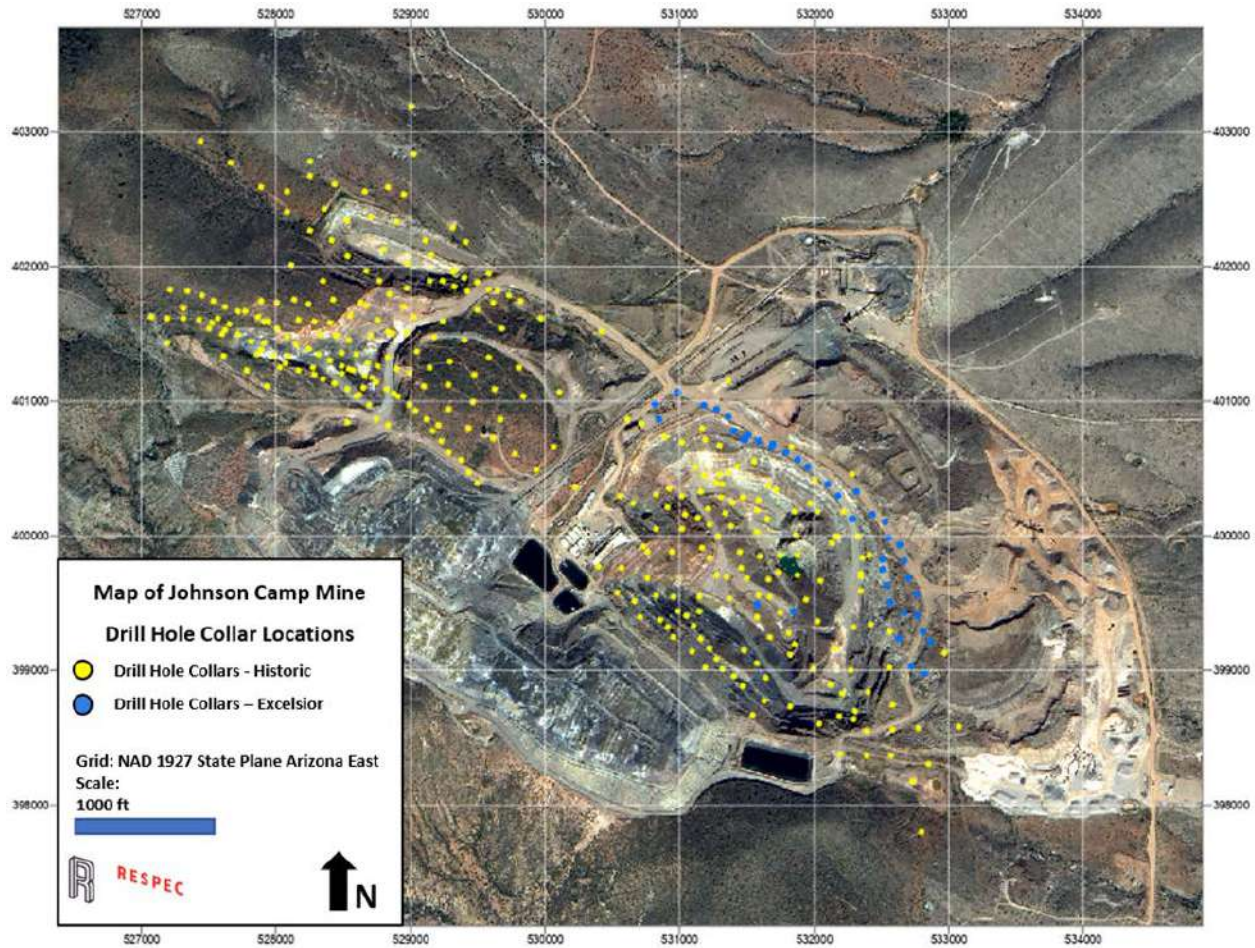 527000 528000 529000 530000 531000 532000 533000 534000
403000 403000
402000 402000
401000 401000
400000 400000
399000 399000
398000 398000
Map of Johnson Camp Mine
Drill Hole Collar Locations
Drill Hole Collars - Historic
Drill Hole Collars – Excelsior
Grid: NAD 1927 State Plane Arizona East
Scale:
1000 ft
R RESPEC
N
527000 528000 529000 530000 531000 532000 533000 534000